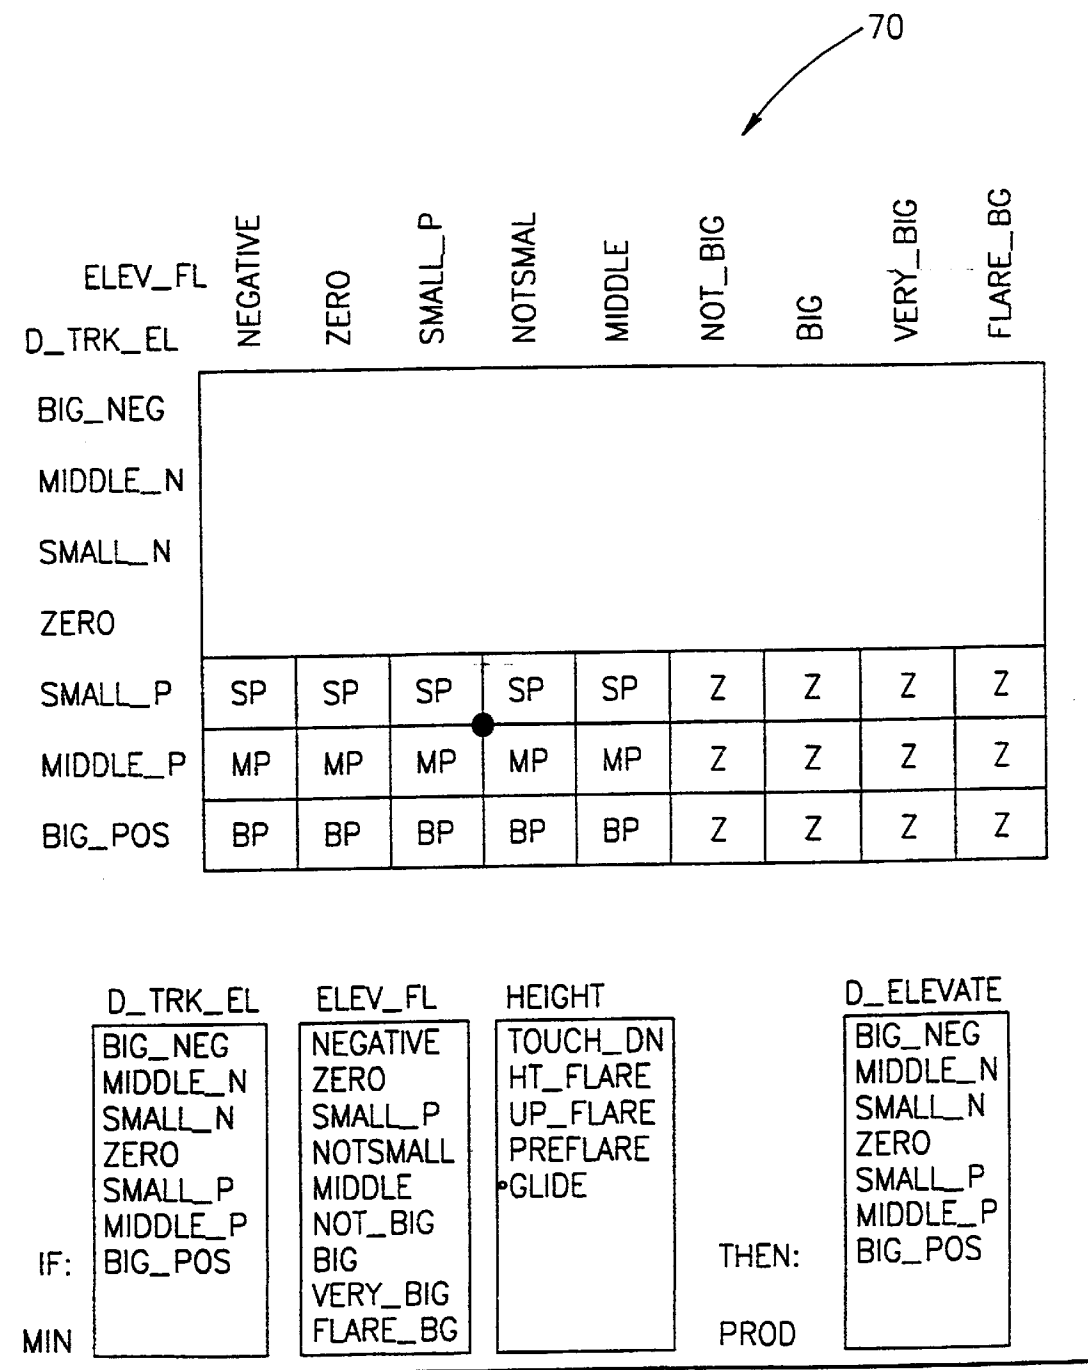 70
ELEV_FL NEGATIVE ZERO SMALL_P NOTSMAL MIDDLE NOT_BIG BIG VERY_BIG FLARE_BG
D_TRK_EL
BIG_NEG
MIDDLE_N
SMALL_N
ZERO
SMALL_P SP SP SP SP SP Z Z Z Z
MIDDLE_P MP MP MP MP MP Z Z Z Z
BIG_POS BP BP BP BP BP Z Z Z Z
D_TRK_EL ELEV_FL HEIGHT D_ELEVATE
BIG_NEG NEGATIVE TOUCH_DN BIG_NEG
MIDDLE_N ZERO HT_FLARE MIDDLE_N
SMALL_N SMALL_P UP_FLARE SMALL_N
ZERO NOTSMALL PREFLARE ZERO
SMALL_P MIDDLE GLIDE SMALL_P
MIDDLE_P NOT_BIG MIDDLE_P
IF: BIG_POS BIG THEN: BIG_POS
VERY_BIG
MIN FLARE_BG PROD